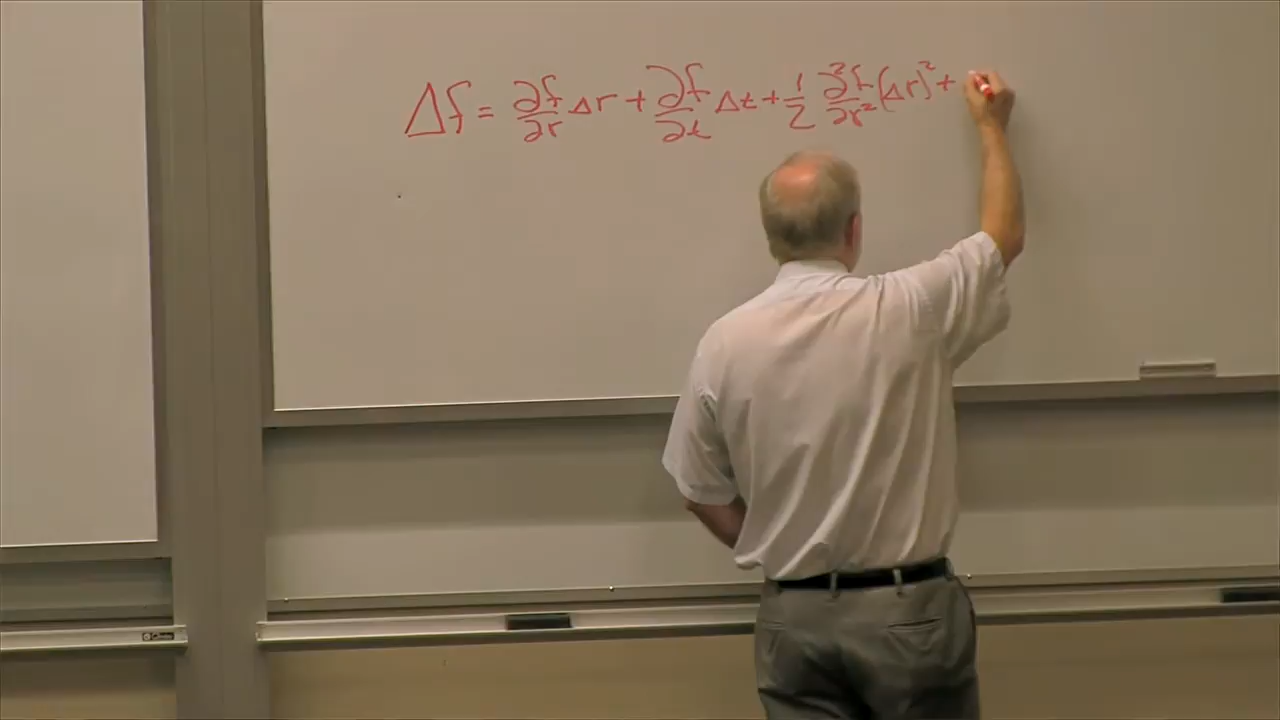 Δf = ∂f/∂r Δr + ∂f/∂t Δt + 1/2 ∂²f/∂r² (Δr)² +